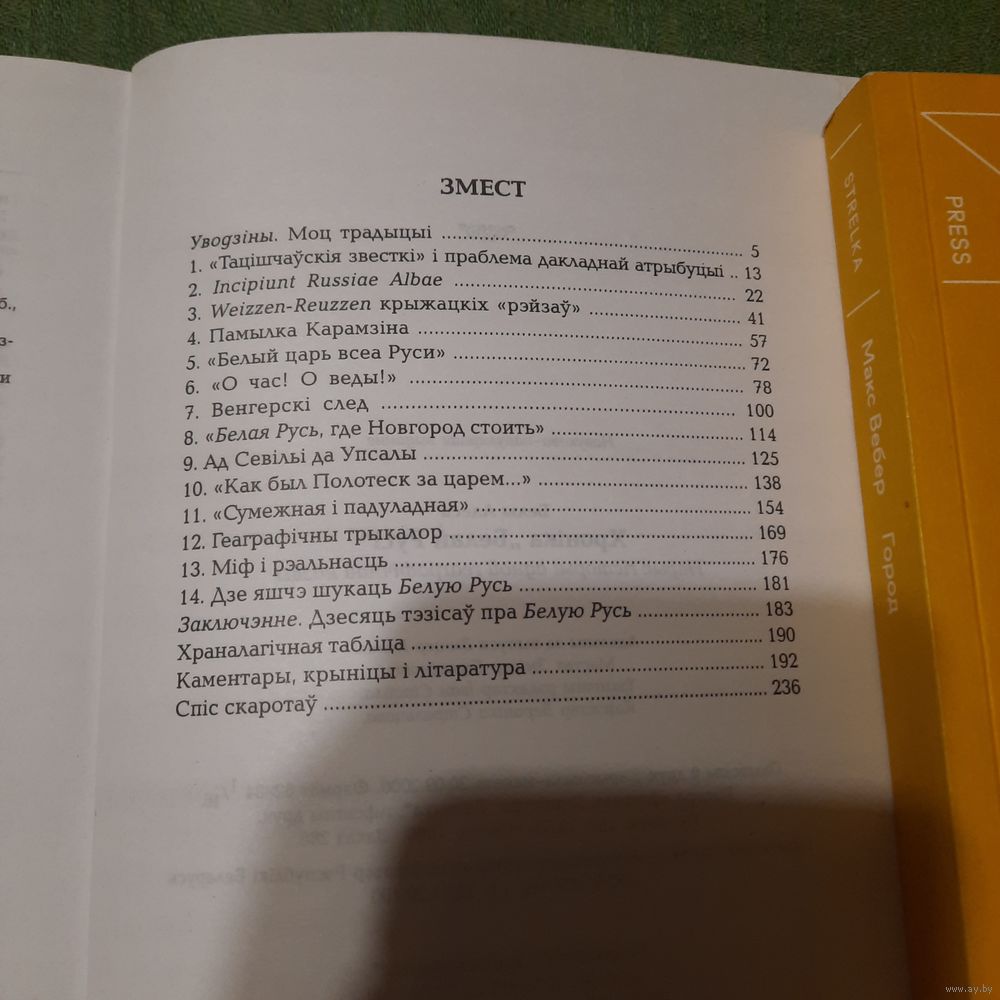 б.,
з-
и
ЗМЕСТ
Уводзіны. Моц традыцыі ........ 5
1. «Тацішчаўскія звесткі» і праблема дакладнай атрыбуцыі .. 13
2. Incipiunt Russiae Albae ........ 22
3. Weizzen-Reuzzen крыжацкіх «рэйзаў» ........ 41
4. Памылка Карамзіна ........ 57
5. «Белый царь всеа Руси» ........ 72
6. «О час! О веды!» ........ 78
7. Венгерскі след ........ 100
8. «Белая Русь, где Новгород стоить» ........ 114
9. Ад Севільі да Упсалы ........ 125
10. «Как был Полотеск за царем...» ........ 138
11. «Сумежная і падуладная» ........ 154
12. Геаграфічны трыкалор ........ 169
13. Міф і рэальнасць ........ 176
14. Дзе яшчэ шукаць Белую Русь ........ 181
Заключэнне. Дзесяць тэзісаў пра Белую Русь ........ 183
Храналагічная табліца ........ 190
Каментары, крыніцы і літаратура ........ 192
Спіс скаротаў ........ 236
STRELKA
PRESS
Макс Вебер Город
www.ay.by